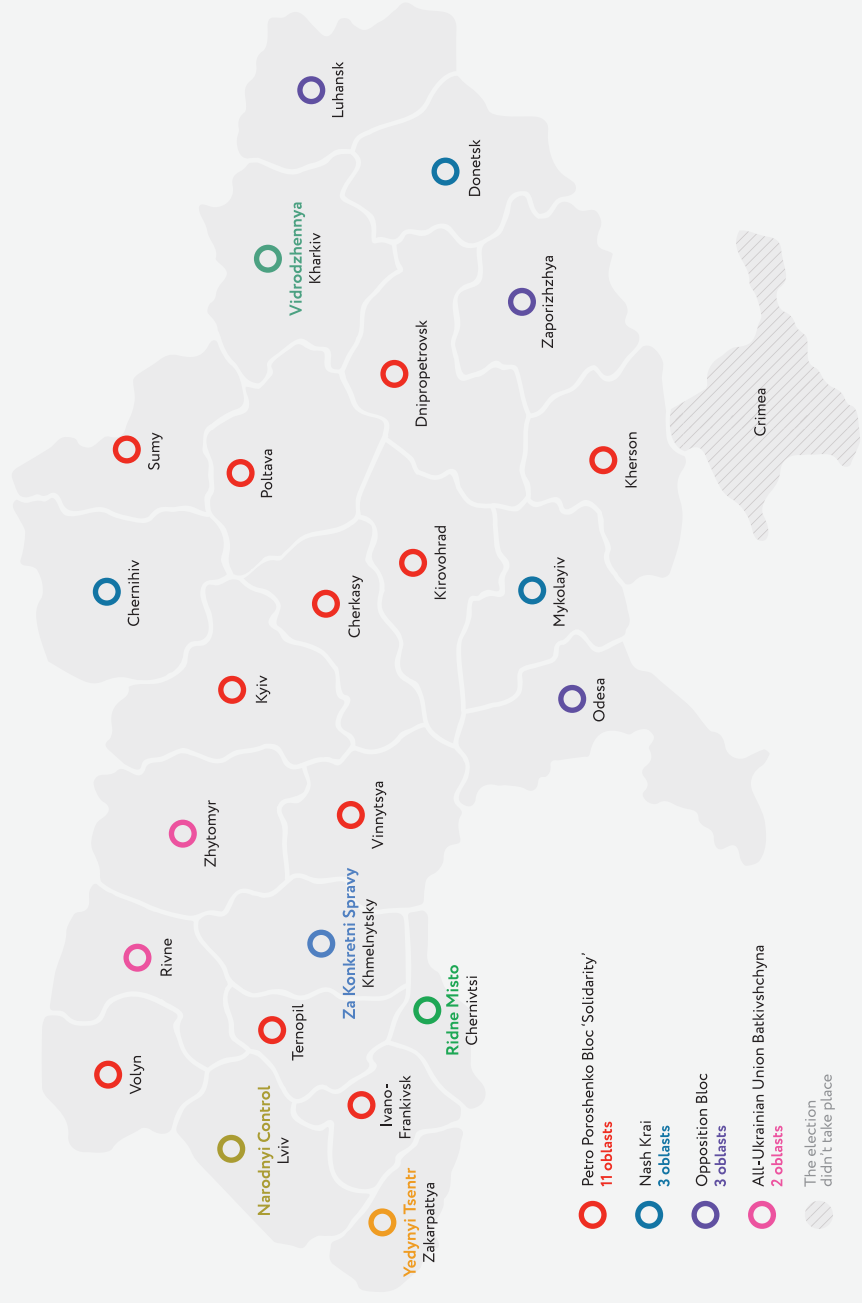 Volyn
Rivne
Zhytomyr
Kyiv
Chernihiv
Sumy
Narodnyi Control
Lviv
Ternopil
Za Konkretni Spravy
Khmelnytsky
Vinnytsya
Cherkasy
Poltava
Vidrodzhennya
Kharkiv
Luhansk
Yedynyi Tsentr
Zakarpattya
Ivano-
Frankivsk
Ridne Misto
Chernivtsi
Kirovohrad
Dnipropetrovsk
Donetsk
Odesa
Mykolayiv
Kherson
Zaporizhzhya
Crimea
Petro Poroshenko Bloc ‘Solidarity’
11 oblasts
Nash Krai
3 oblasts
Opposition Bloc
3 oblasts
All-Ukrainian Union Batkivshchyna
2 oblasts
The election
didn’t take place